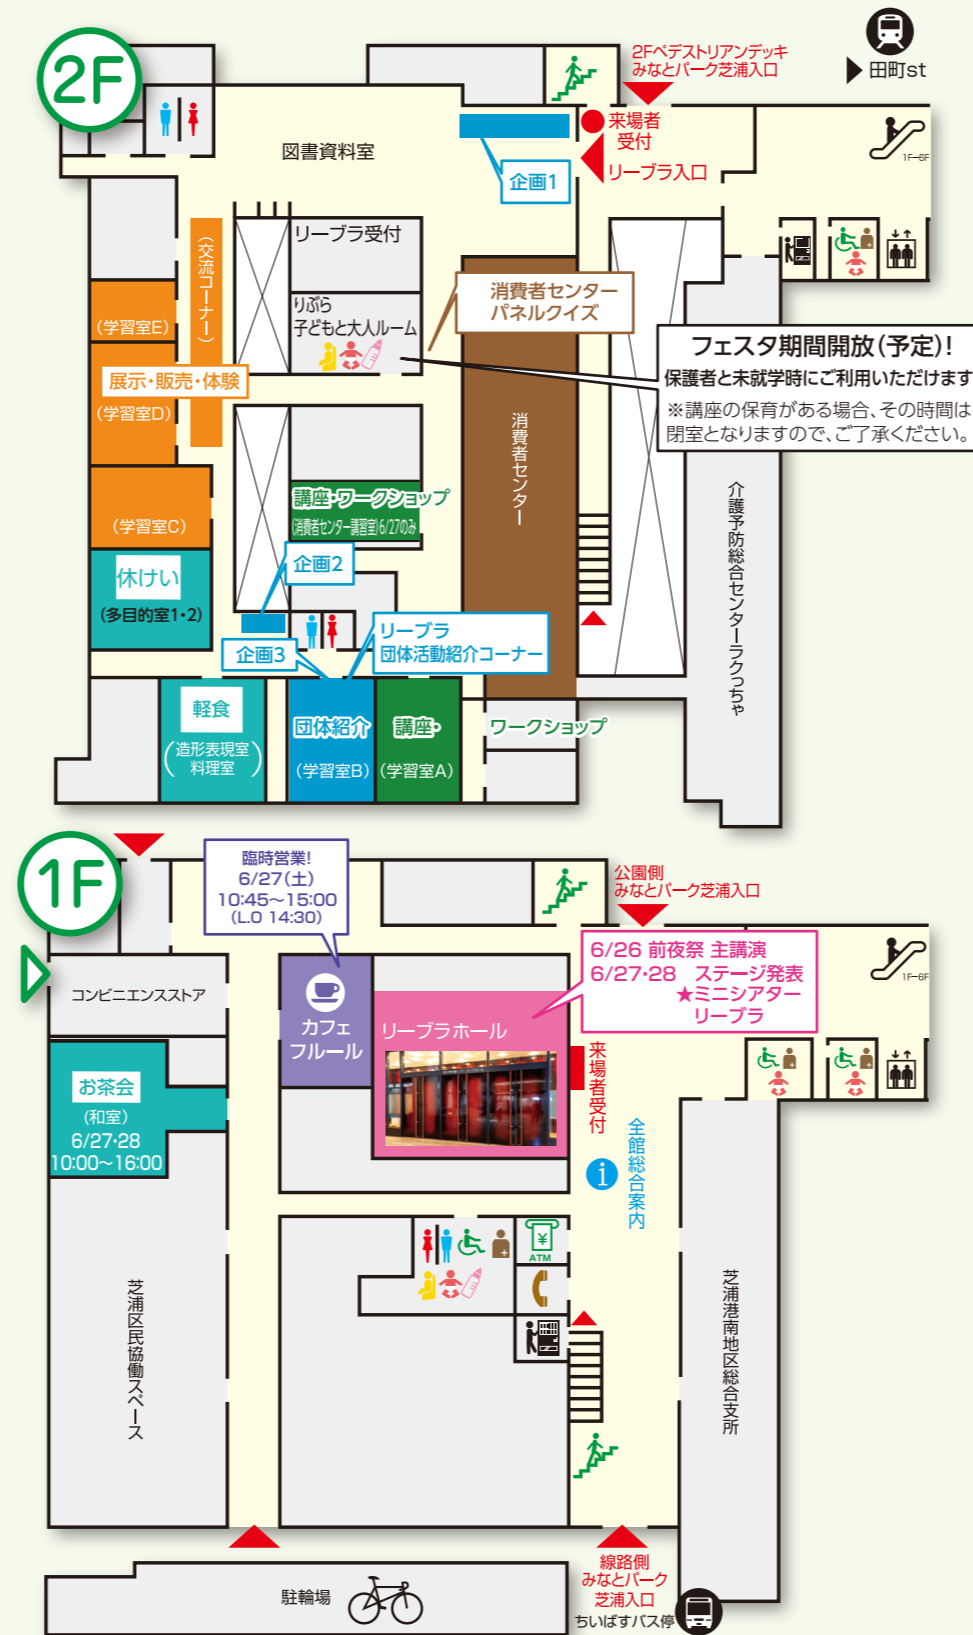 2F
2Fペデストリアンデッキ
みなとパーク芝浦入口
田町st
来場者
受付
リーブラ入口
図書資料室
企画1
1F-6F
(交流コーナー)
リーブラ受付
りぶら
子どもと大人ルーム
消費者センター
パネルクイズ
フェスタ期間開放(予定)!
保護者と未就学時にご利用いただけます
※講座の保育がある場合、その時間は
閉室となりますので、ご了承ください。
(学習室E)
展示・販売・体験
(学習室D)
(学習室C)
消費者センター
講座・ワークショップ
(消費者センター講習室)6/27のみ
介護予防総合センターラクっちゃ
休けい
(多目的室1・2)
企画2
企画3
リーブラ
団体活動紹介コーナー
軽食
(造形表現室
料理室)
団体紹介
(学習室B)
講座・
(学習室A)
ワークショップ
1F
臨時営業!
6/27(土)
10:45〜15:00
(L.O 14:30)
公園側
みなとパーク芝浦入口
6/26 前夜祭 主講演
6/27・28 ステージ発表
★ミニシアター
リーブラ
1F-6F
コンビニエンスストア
カフェ
フルール
リーブラホール
来場者受付
お茶会
(和室)
6/27・28
10:00〜16:00
全館総合案内
i
¥
ATM
芝浦区民協働スペース
芝浦港南地区総合支所
線路側
みなとパーク
芝浦入口
駐輪場
ちいばすバス停